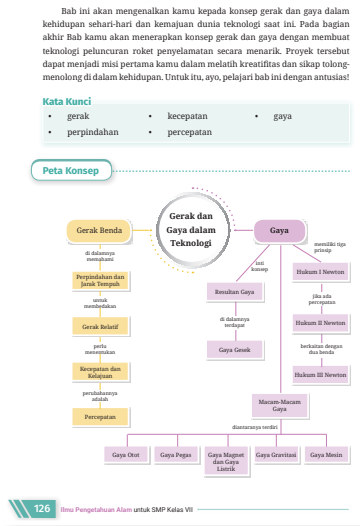 Bab ini akan mengenalkan kamu kepada konsep gerak dan gaya dalam
kehidupan sehari-hari dan kemajuan dunia teknologi saat ini. Pada bagian
akhir Bab kamu akan menerapkan konsep gerak dan gaya dengan membuat
teknologi peluncuran roket penyelamatan secara menarik. Proyek tersebut
dapat menjadi misi pertama kamu dalam melatih kreatifitas dan sikap tolong-
menolong di dalam kehidupan. Untuk itu, ayo, pelajari bab ini dengan antusias!
Kata Kunci
• gerak
• kecepatan
• gaya
• perpindahan
• percepatan
Peta Konsep
Gerak dan
Gaya dalam
Teknologi
Gerak Benda
di dalamnya
memahami
Perpindahan dan
Jarak Tempuh
untuk
membedakan
Gerak Relatif
perlu
menentukan
Kecepatan dan
Kelajuan
perubahannya
adalah
Percepatan
Gaya
inti
konsep
Resultan Gaya
di dalamnya
terdapat
Gaya Gesek
memiliki tiga
prinsip
Hukum I Newton
jika ada
percepatan
Hukum II Newton
berkaitan dengan
dua benda
Hukum III Newton
Macam-Macam
Gaya
diantaranya terdiri
Gaya Otot
Gaya Pegas
Gaya Magnet
dan Gaya
Listrik
Gaya Gravitasi
Gaya Mesin
126 Ilmu Pengetahuan Alam untuk SMP Kelas VII